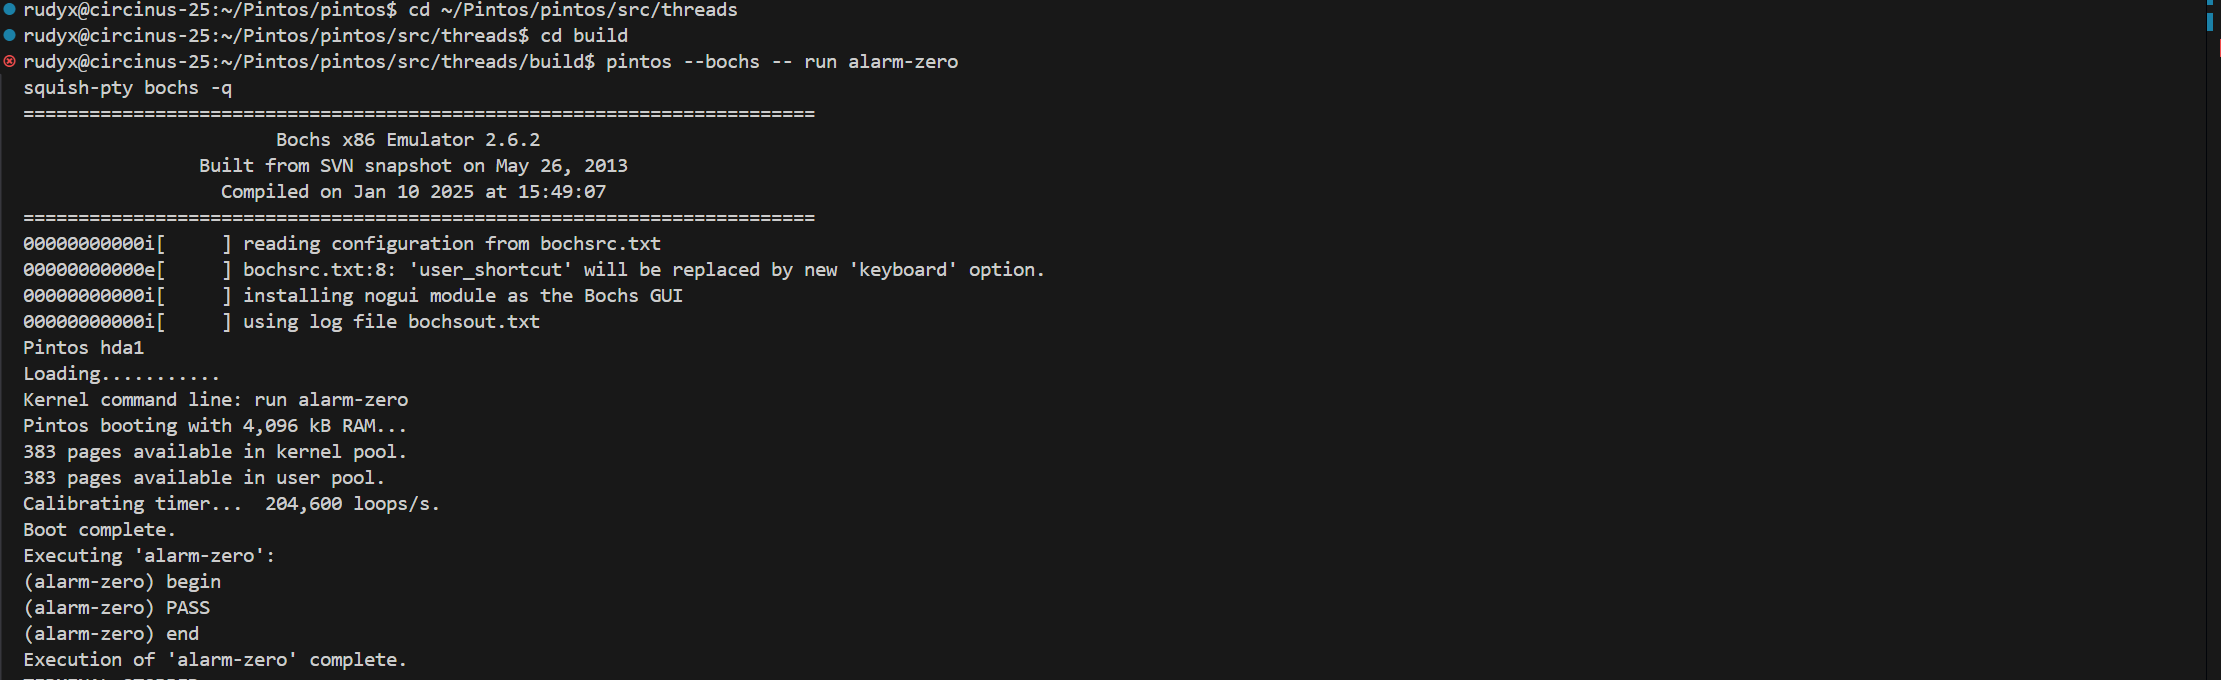 rudyx@circinus-25:~/Pintos/pintos$ cd ~/Pintos/pintos/src/threads
rudyx@circinus-25:~/Pintos/pintos/src/threads$ cd build
rudyx@circinus-25:~/Pintos/pintos/src/threads/build$ pintos --bochs -- run alarm-zero
squish-pty bochs -q
========================================================================
Bochs x86 Emulator 2.6.2
Built from SVN snapshot on May 26, 2013
Compiled on Jan 10 2025 at 15:49:07
========================================================================
00000000000i[     ] reading configuration from bochsrc.txt
00000000000e[     ] bochsrc.txt:8: 'user_shortcut' will be replaced by new 'keyboard' option.
00000000000i[     ] installing nogui module as the Bochs GUI
00000000000i[     ] using log file bochsout.txt
Pintos hda1
Loading...........
Kernel command line: run alarm-zero
Pintos booting with 4,096 kB RAM...
383 pages available in kernel pool.
383 pages available in user pool.
Calibrating timer...  204,600 loops/s.
Boot complete.
Executing 'alarm-zero':
(alarm-zero) begin
(alarm-zero) PASS
(alarm-zero) end
Execution of 'alarm-zero' complete.